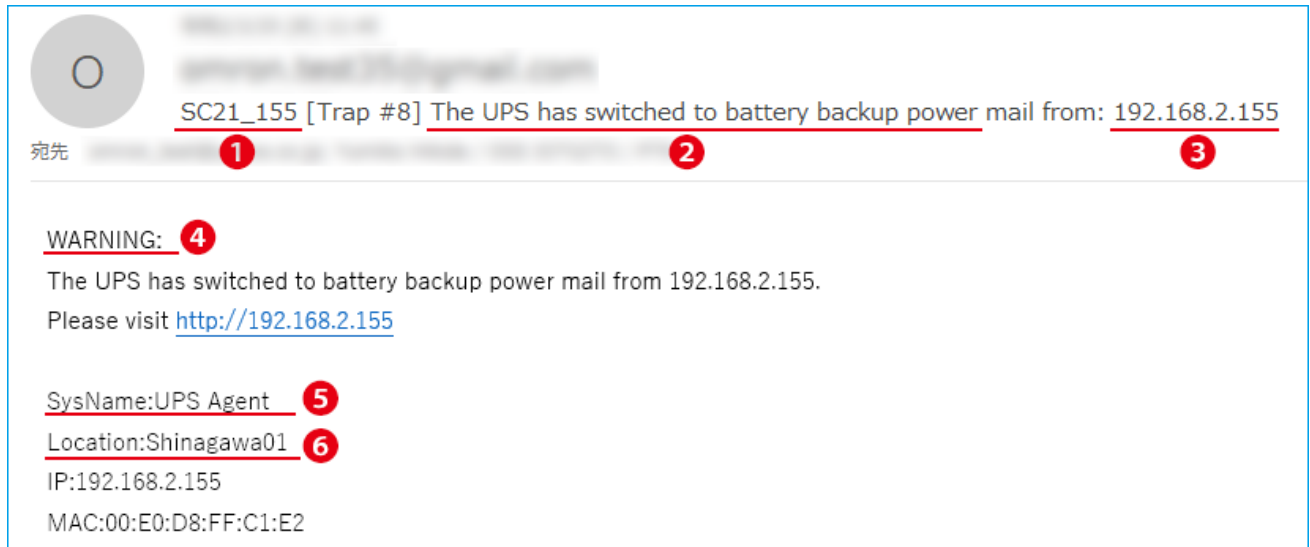 O
SC21_155 [Trap #8] The UPS has switched to battery backup power mail from: 192.168.2.155
宛先
1 2 3
WARNING: 4
The UPS has switched to battery backup power mail from 192.168.2.155.
Please visit http://192.168.2.155
SysName:UPS Agent 5
Location:Shinagawa01 6
IP:192.168.2.155
MAC:00:E0:D8:FF:C1:E2